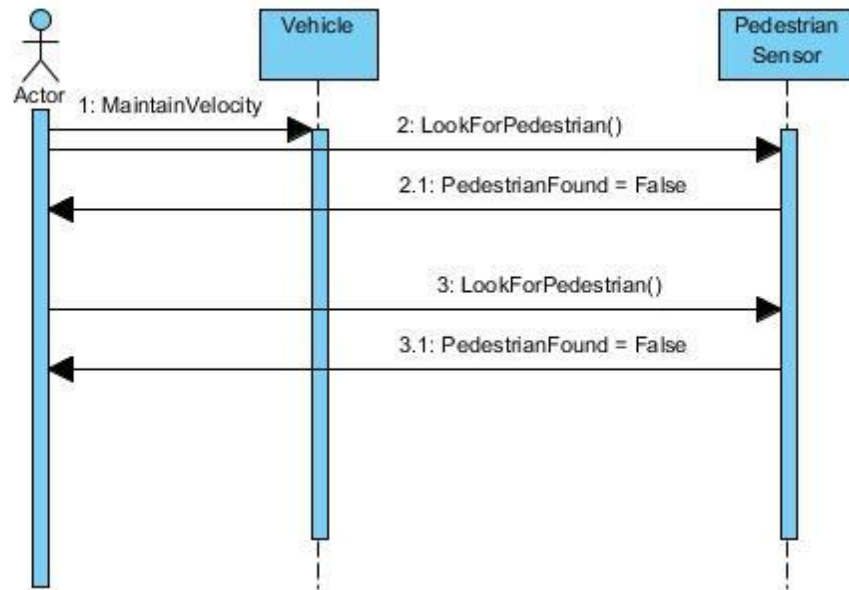 Vehicle
Pedestrian
Sensor
Actor
1: MaintainVelocity
2: LookForPedestrian()
2.1: PedestrianFound = False
3: LookForPedestrian()
3.1: PedestrianFound = False